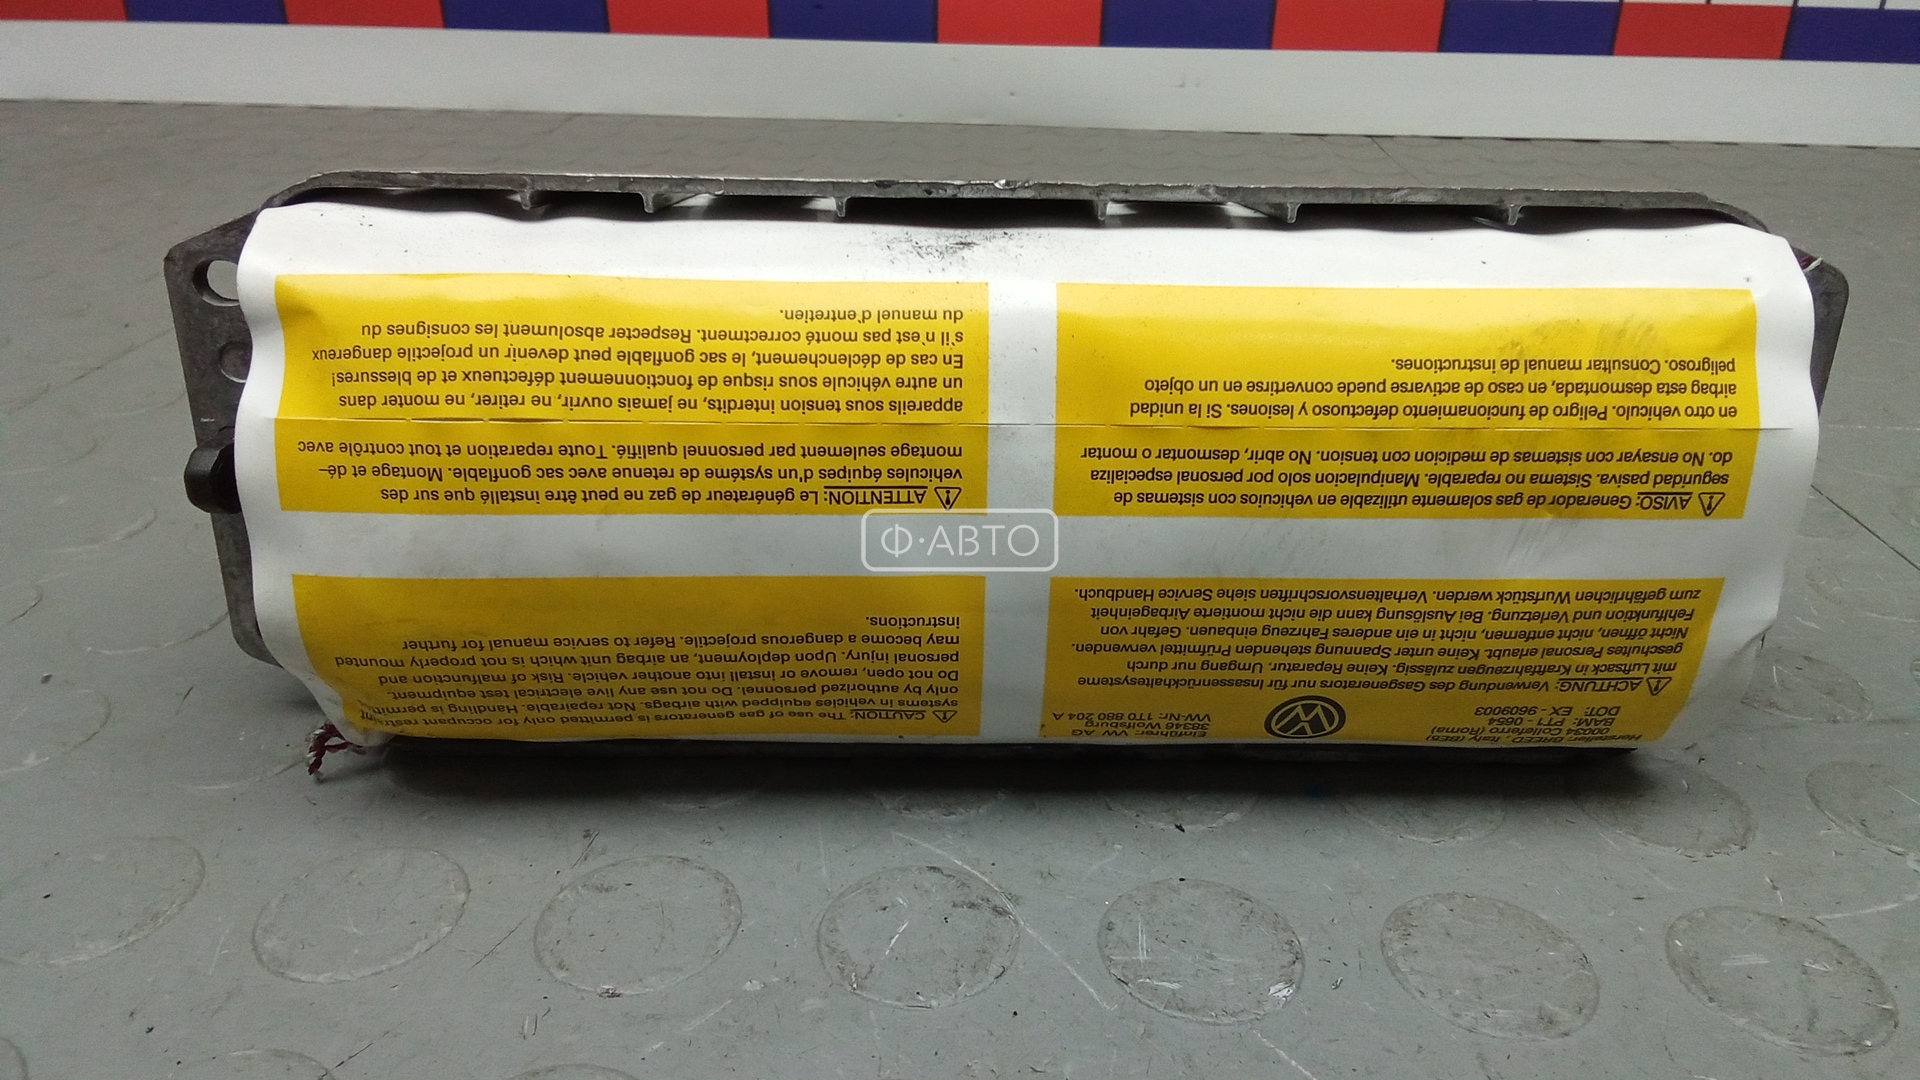 Hersteller: BREED, Italy (BE5)
00034 Colleferro (Roma)
BAM: PT1 - 0654
DOT: EX - 9609003
Einführer: VW AG
38346 Wolfsburg
VW-Nr: 1T0 880 204 A
ACHTUNG: Verwendung des Gasgenerators nur für Insassenrückhaltesysteme
mit Luftsack in Kraftfahrzeugen zulässig. Keine Reparatur. Umgang nur durch
geschultes Personal erlaubt. Keine unter Spannung stehenden Prüfmittel verwenden.
Nicht öffnen, nicht entfernen, nicht in ein anderes Fahrzeug einbauen. Gefahr von
Fehlfunktion und Verletzung. Bei Auslösung kann die nicht montierte Airbageinheit
zum gefährlichen Wurfstück werden. Verhaltensvorschriften siehe Service Handbuch.
CAUTION: The use of gas generators is permitted only for occupant restraint
systems in vehicles equipped with airbags. Not repairable. Handling is permitted
only by authorized personnel. Do not use any live electrical test equipment.
Do not open, remove or install into another vehicle. Risk of malfunction and
personal injury. Upon deployment, an airbag unit which is not properly mounted
may become a dangerous projectile. Refer to service manual for further
instructions.
AVISO: Generador de gas solamente utilizable en vehiculos con sistemas de
seguridad pasiva. Sistema no reparable. Manipulacion solo por personal especializa
do. No ensayar con sistemas de medicion con tension. No abrir, desmontar o montar
en otro vehiculo. Peligro de funcionamiento defectuoso y lesiones. Si la unidad
airbag esta desmontada, en caso de activarse puede convertirse en un objeto
peligroso. Consultar manual de instructiones.
ATTENTION: Le générateur de gaz ne peut être installé que sur des
vehicules équipes d'un systéme de retenue avec sac gonflable. Montage et dé-
montage seulement par personnel qualifié. Toute reparation et tout contrôle avec
appareils sous tension interdits, ne jamais ouvrir, ne retirer, ne monter dans
un autre véhicule sous risque de fonctionnement défectueux et de blessures!
En cas de déclenchement, le sac gonflable peut devenir un projectile dangereux
s'il n'est pas monté correctment. Respecter absolument les consignes du
du manuel d'entretien.
Ф·АВТО